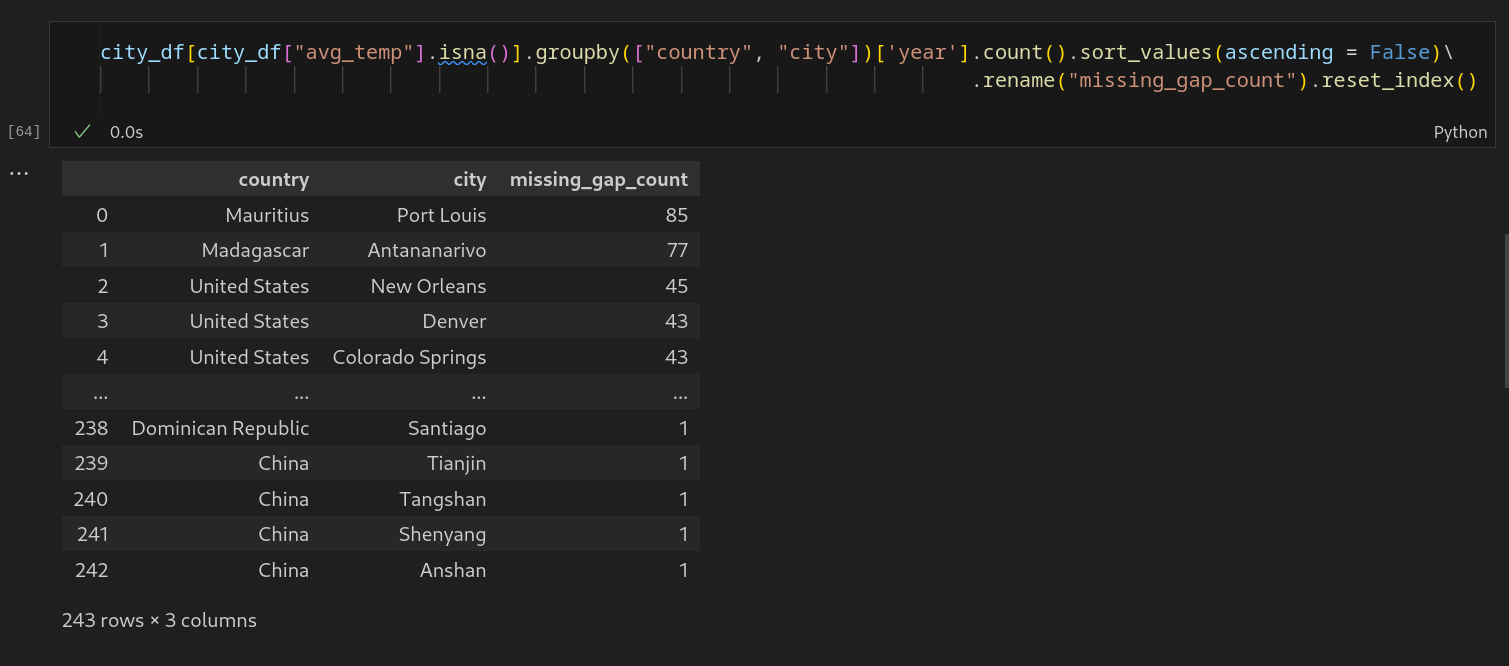 city_df[city_df["avg_temp"].isna()].groupby(["country", "city"])['year'].count().sort_values(ascending = False)\
.rename("missing_gap_count").reset_index()
[64] ✓ 0.0s Python
...
country city missing_gap_count
0 Mauritius Port Louis 85
1 Madagascar Antananarivo 77
2 United States New Orleans 45
3 United States Denver 43
4 United States Colorado Springs 43
... ... ... ...
238 Dominican Republic Santiago 1
239 China Tianjin 1
240 China Tangshan 1
241 China Shenyang 1
242 China Anshan 1
243 rows × 3 columns